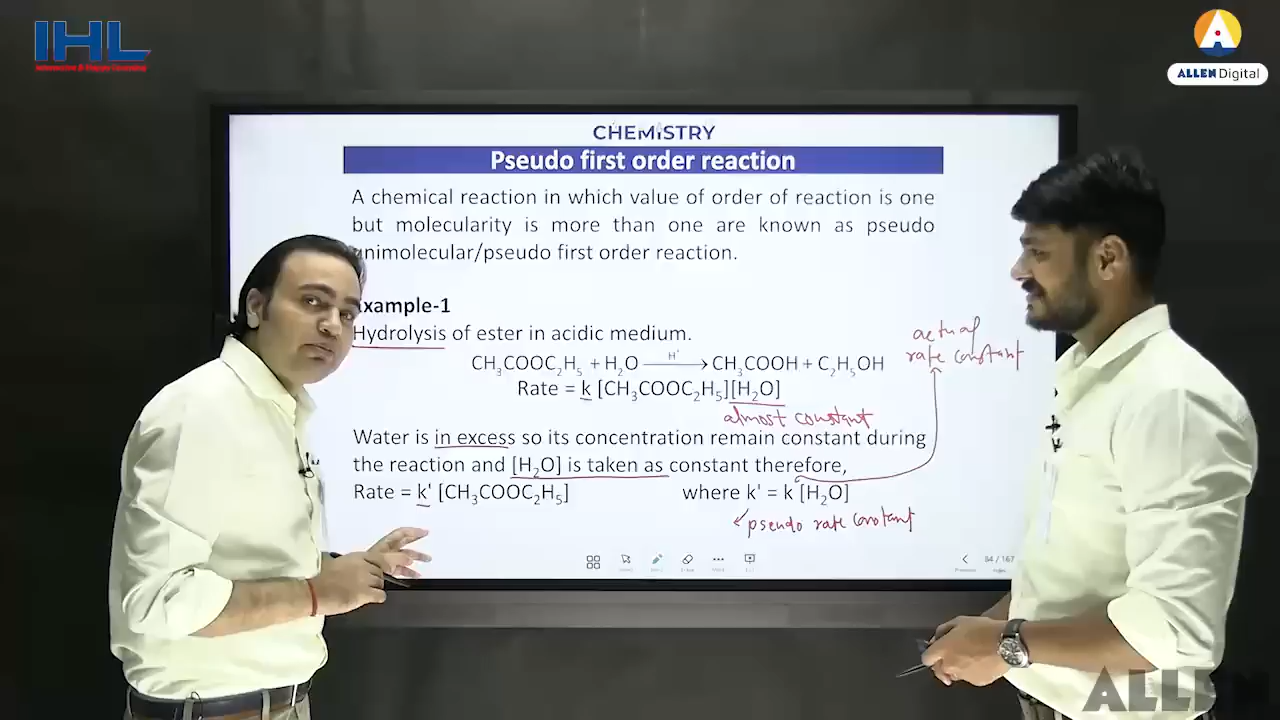 IHL
ALLEN Digital
CHEMISTRY
Pseudo first order reaction
A chemical reaction in which value of order of reaction is one
but molecularity is more than one are known as pseudo
unimolecular/pseudo first order reaction.
Example-1
Hydrolysis of ester in acidic medium.
actual
rate constant
CH₃COOC₂H₅ + H₂O —H⁺→ CH₃COOH + C₂H₅OH
Rate = k [CH₃COOC₂H₅][H₂O]
almost constant
Water is in excess so its concentration remain constant during
the reaction and [H₂O] is taken as constant therefore,
Rate = k' [CH₃COOC₂H₅] where k' = k [H₂O]
pseudo rate constant
84 / 167
ALLEN